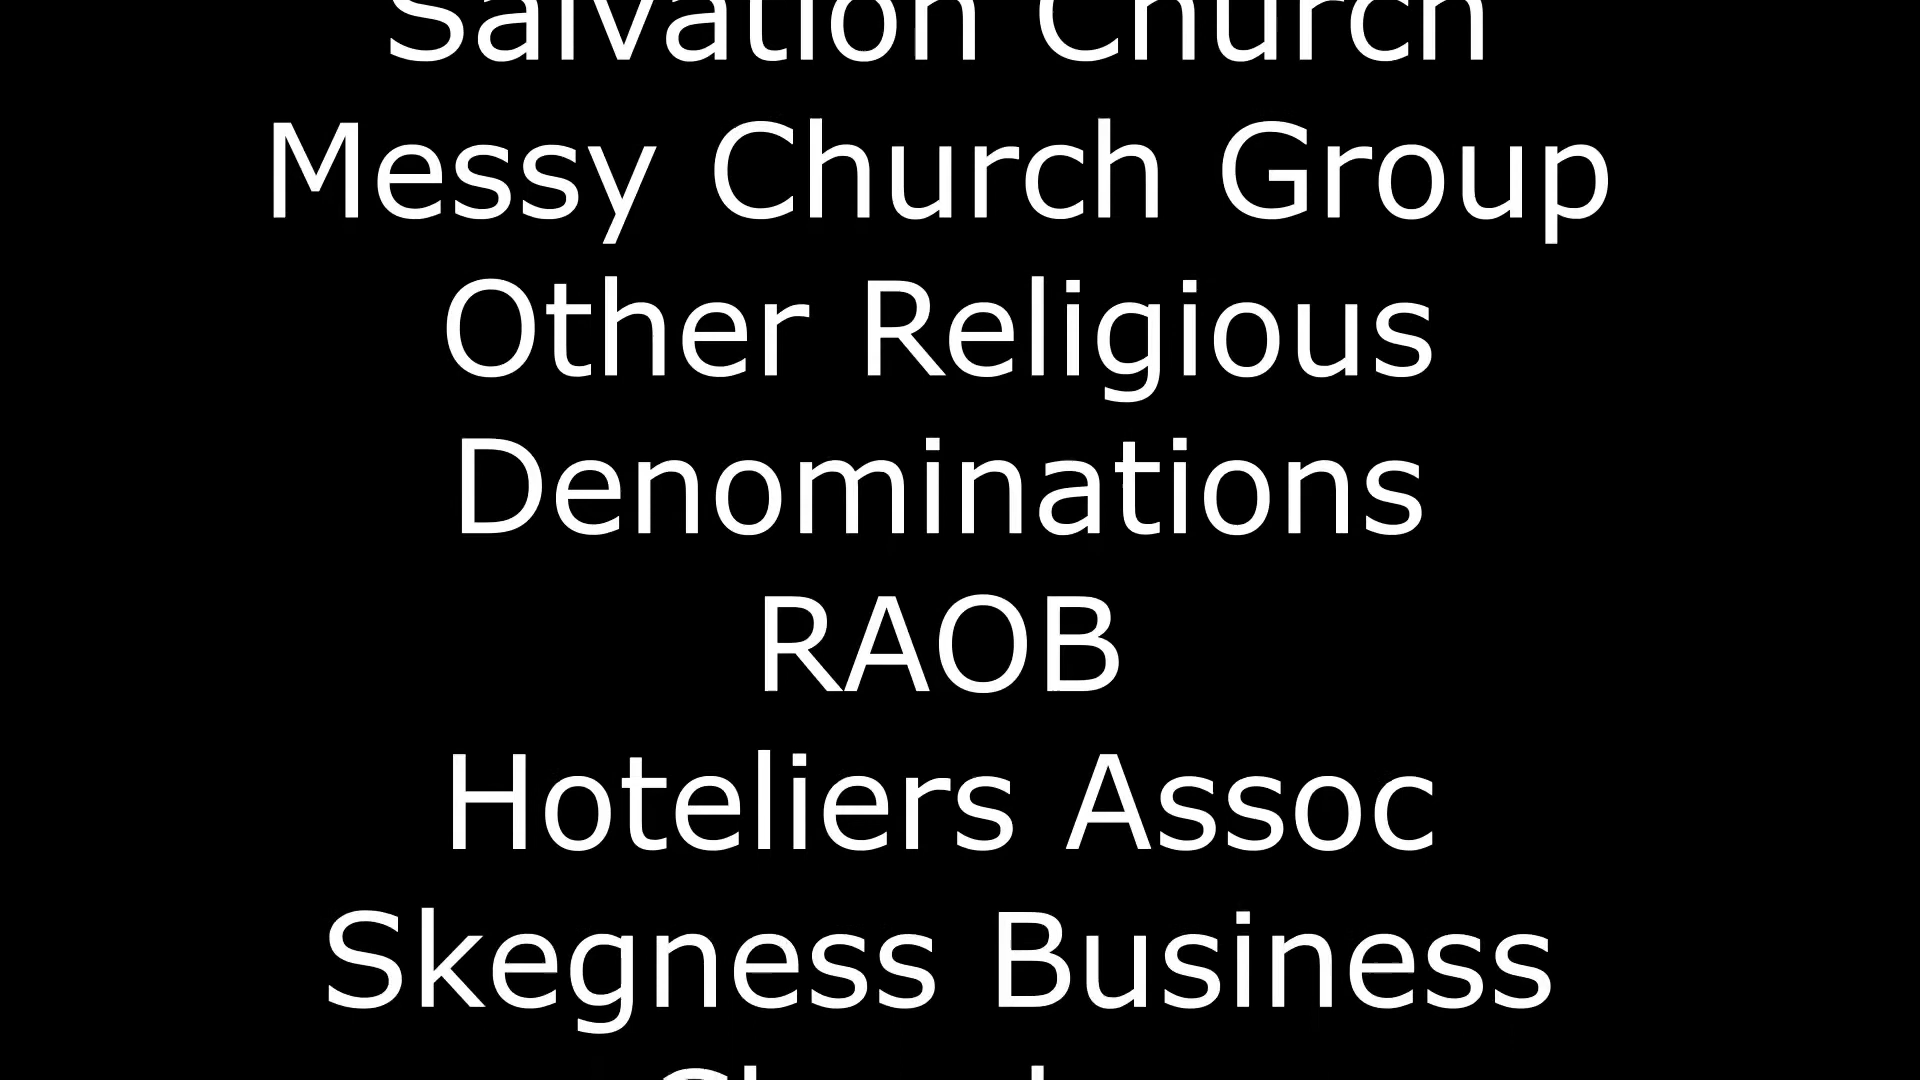 Salvation Church
Messy Church Group
Other Religious
Denominations
RAOB
Hoteliers Assoc
Skegness Business